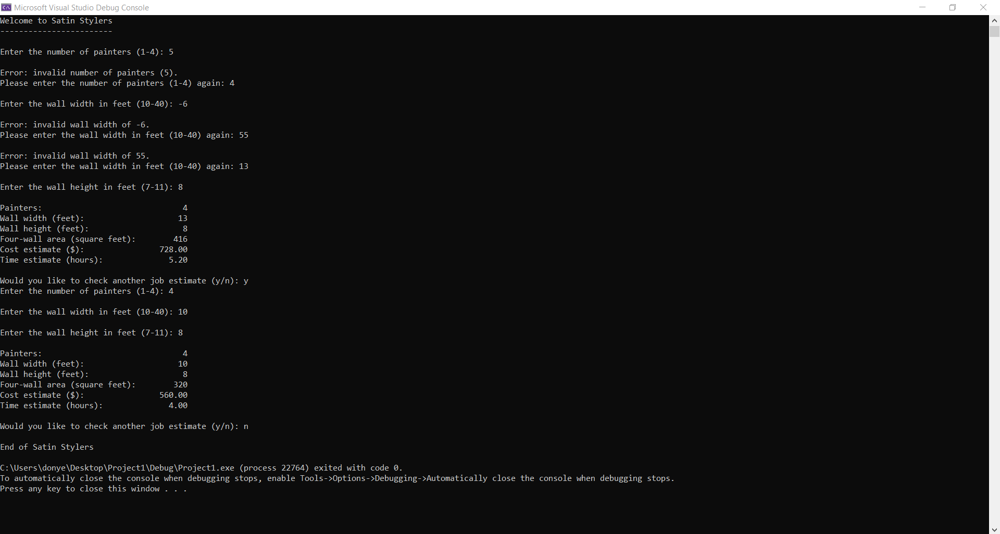 Microsoft Visual Studio Debug Console
Welcome to Satin Stylers
------------------------
Enter the number of painters (1-4): 5
Error: invalid number of painters (5).
Please enter the number of painters (1-4) again: 4
Enter the wall width in feet (10-40): -6
Error: invalid wall width of -6.
Please enter the wall width in feet (10-40) again: 55
Error: invalid wall width of 55.
Please enter the wall width in feet (10-40) again: 13
Enter the wall height in feet (7-11): 8
Painters: 4
Wall width (feet): 13
Wall height (feet): 8
Four-wall area (square feet): 416
Cost estimate ($): 728.00
Time estimate (hours): 5.20
Would you like to check another job estimate (y/n): y
Enter the number of painters (1-4): 4
Enter the wall width in feet (10-40): 10
Enter the wall height in feet (7-11): 8
Painters: 4
Wall width (feet): 10
Wall height (feet): 8
Four-wall area (square feet): 320
Cost estimate ($): 560.00
Time estimate (hours): 4.00
Would you like to check another job estimate (y/n): n
End of Satin Stylers
C:\Users\donye\Desktop\Project1\Debug\Project1.exe (process 22764) exited with code 0.
To automatically close the console when debugging stops, enable Tools->Options->Debugging->Automatically close the console when debugging stops.
Press any key to close this window . . .